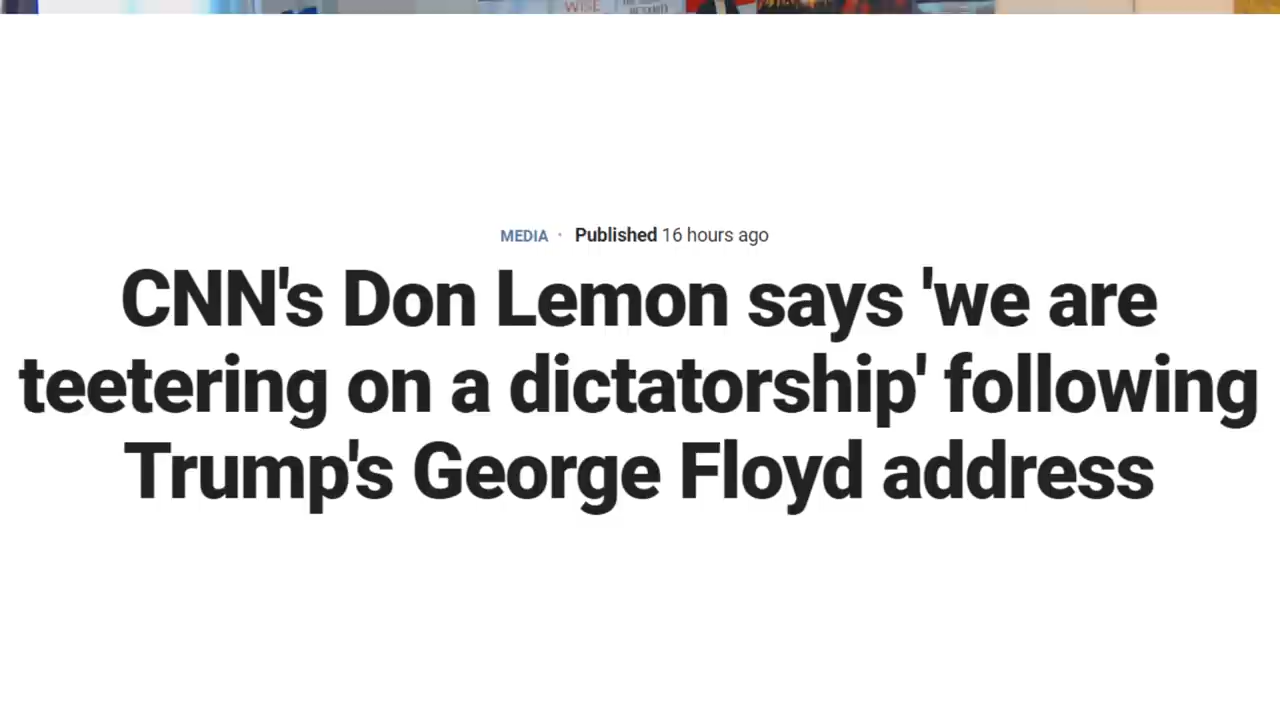 WISE
MEDIA · Published 16 hours ago
CNN's Don Lemon says 'we are
teetering on a dictatorship' following
Trump's George Floyd address